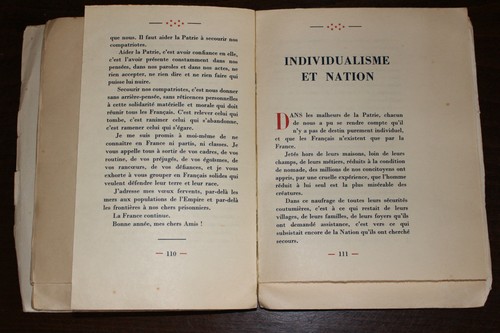 que nous. Il faut aider la Patrie à secourir nos
compatriotes.
Aider la Patrie, c'est avoir confiance en elle,
c'est l'avoir présente constamment dans nos
pensées, dans nos paroles et dans nos actes, ne
rien accepter, ne rien dire et ne rien faire qui
puisse lui nuire.
Secourir nos compatriotes, c'est nous donner
sans arrière-pensée, sans réticences personnelles
à cette solidarité matérielle et morale qui doit
unir tous les Français. C'est relever celui qui
tombe, c'est ranimer celui qui s'abandonne,
c'est ramener celui qui s'égare.
Je me suis promis à moi-même de ne
connaître en France ni partis, ni classes. Je
vous appelle tous à sortir de vos cadres, de vos
routines, de vos préjugés, de vos égoïsmes, de
vos rancœurs, de vos défiances, et je vous
exhorte à vous grouper en Français solides qui
veulent défendre leur terre et leur race.
J'adresse mes vœux fervents, par-delà les
mers aux populations de l'Empire et par-delà
les frontières à nos chers prisonniers.
La France continue.
Bonne année, mes chers Amis !
110
INDIVIDUALISME
ET NATION
DANS les malheurs de la Patrie, chacun
de nous a pu se rendre compte qu'il
n'y a pas de destin purement individuel,
et que les Français n'existent que par la
France.
Jetés hors de leurs maisons, loin de leurs
champs, de leurs métiers, réduits à la condition
de nomades, des millions de nos concitoyens ont
appris, par une cruelle expérience, que l'homme
réduit à lui seul est la plus misérable des
créatures.
Dans ce naufrage de toutes leurs sécurités
coutumières, c'est à ce qui restait de leurs
villages, de leurs familles, de leurs foyers qu'ils
ont demandé assistance, c'est vers ce qui
subsistait encore de la Nation qu'ils ont cherché
secours.
111